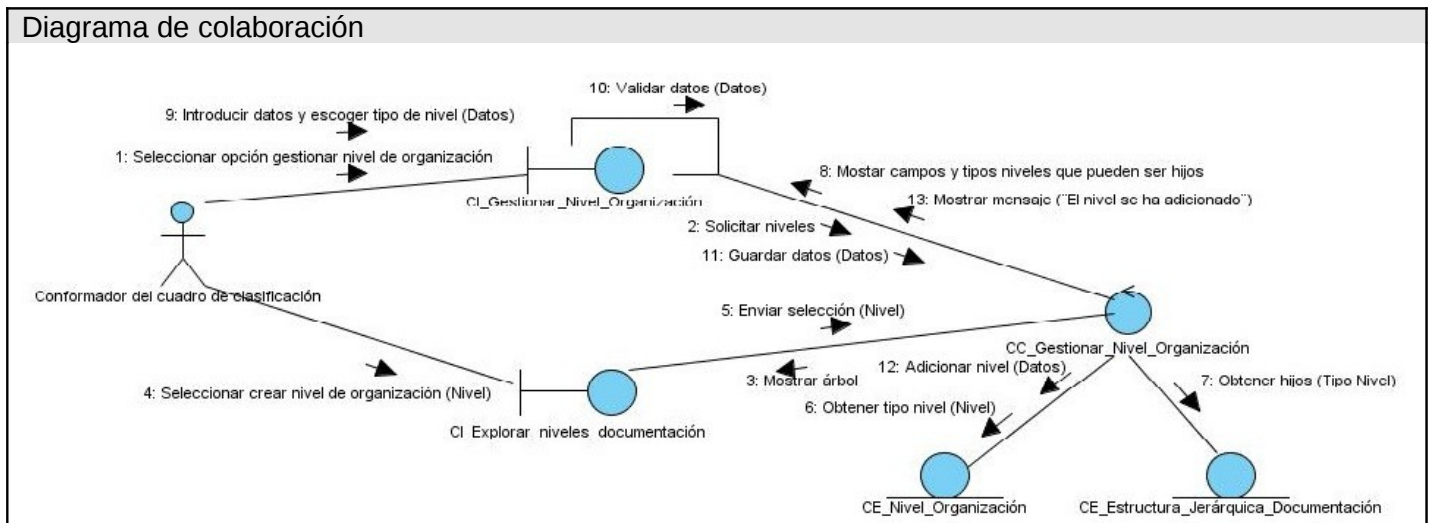 Diagrama de colaboración
10: Validar datos (Datos)
9: Introducir datos y escoger tipo de nivel (Datos)
1: Seleccionar opción gestionar nivel de organización
8: Mostar campos y tipos niveles que pueden ser hijos
CI_Gestionar_Nivel_Organización
13: Mostrar mensaje ("El nivel se ha adicionado")
2: Solicitar niveles
11: Guardar datos (Datos)
Conformador del cuadro de clasificación
5: Enviar selección (Nivel)
CC_Gestionar_Nivel_Organización
3: Mostrar árbol
12: Adicionar nivel (Datos)
7: Obtener hijos (Tipo Nivel)
4: Seleccionar crear nivel de organización (Nivel)
6: Obtener tipo nivel (Nivel)
CI_Explorar_niveles_documentación
CE_Nivel_Organización
CE_Estructura_Jerárquica_Documentación